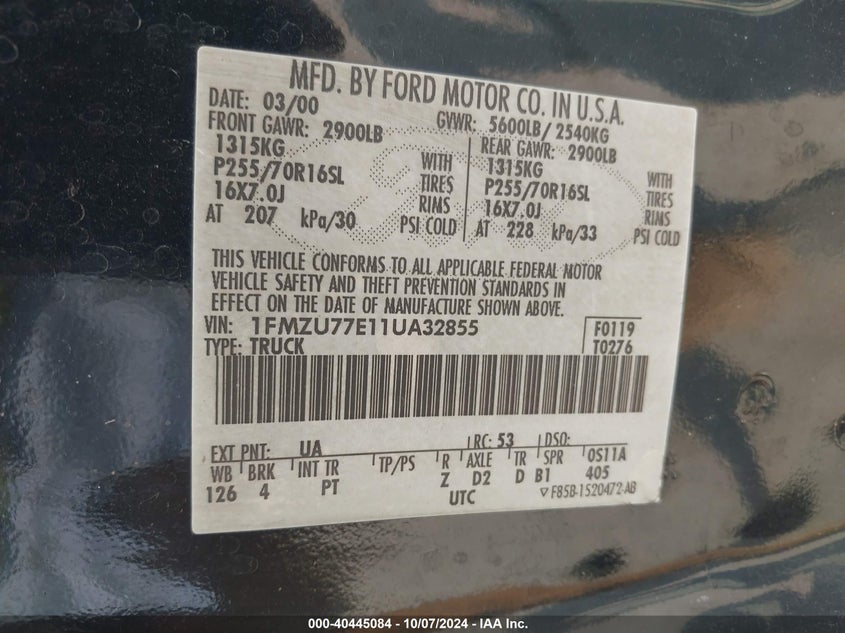 MFD. BY FORD MOTOR CO. IN U.S.A.
DATE: 03/00 GVWR: 5600LB/2540KG
FRONT GAWR: 2900LB REAR GAWR: 2900LB
1315KG WITH 1315KG WITH
P255/70R16SL TIRES P255/70R16SL TIRES
16X7.0J RIMS 16X7.0J RIMS
AT 207 kPa/30 PSI COLD AT 228 kPa/33 PSI COLD
THIS VEHICLE CONFORMS TO ALL APPLICABLE FEDERAL MOTOR
VEHICLE SAFETY AND THEFT PREVENTION STANDARDS IN
EFFECT ON THE DATE OF MANUFACTURE SHOWN ABOVE.
VIN: 1FMZU77E11UA32855 F0119
TYPE: TRUCK T0276
EXT PNT: UA RC: 53 DSO:
WB BRK INT TR TP/PS R AXLE TR SPR OS11A
126 4 PT Z D2 D B1 405
UTC ▽F85B-1520472-AB
000-40445084 - 10/07/2024 - IAA Inc.